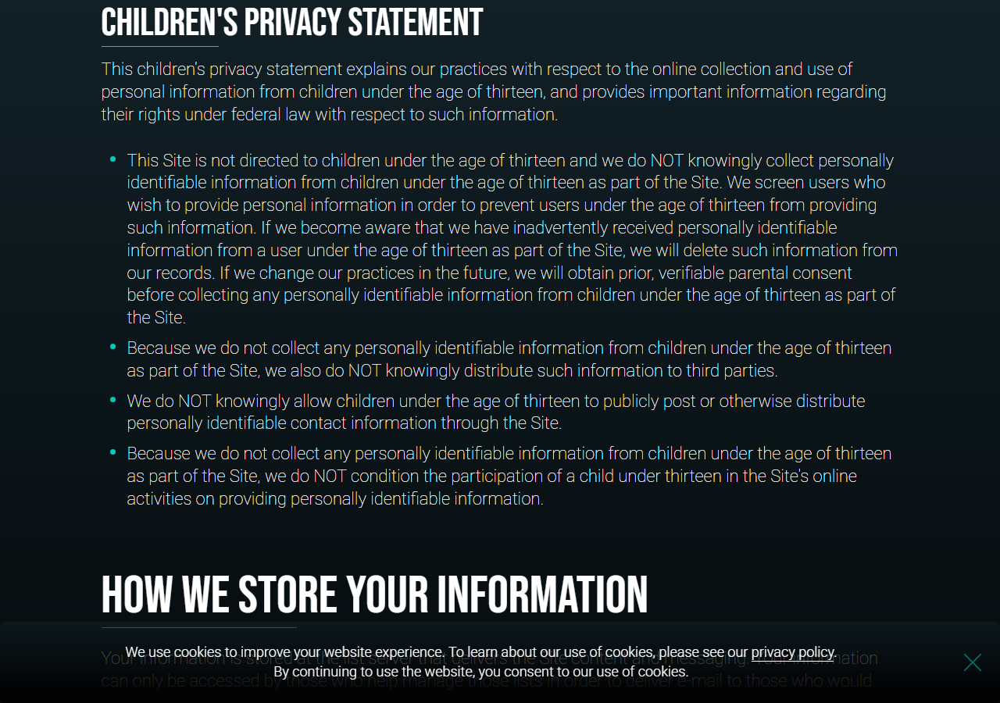 CHILDREN'S PRIVACY STATEMENT
This children's privacy statement explains our practices with respect to the online collection and use of
personal information from children under the age of thirteen, and provides important information regarding
their rights under federal law with respect to such information.
This Site is not directed to children under the age of thirteen and we do NOT knowingly collect personally
identifiable information from children under the age of thirteen as part of the Site. We screen users who
wish to provide personal information in order to prevent users under the age of thirteen from providing
such information. If we become aware that we have inadvertently received personally identifiable
information from a user under the age of thirteen as part of the Site, we will delete such information from
our records. If we change our practices in the future, we will obtain prior, verifiable parental consent
before collecting any personally identifiable information from children under the age of thirteen as part of
the Site.
Because we do not collect any personally identifiable information from children under the age of thirteen
as part of the Site, we also do NOT knowingly distribute such information to third parties.
We do NOT knowingly allow children under the age of thirteen to publicly post or otherwise distribute
personally identifiable contact information through the Site.
Because we do not collect any personally identifiable information from children under the age of thirteen
as part of the Site, we do NOT condition the participation of a child under thirteen in the Site's online
activities on providing personally identifiable information.
HOW WE STORE YOUR INFORMATION
Your information is stored at the list server that delivers the Site content and messaging. Your information
can only be accessed by those who help manage those lists in order to deliver e-mail to those who would
We use cookies to improve your website experience. To learn about our use of cookies, please see our privacy policy.
By continuing to use the website, you consent to our use of cookies.